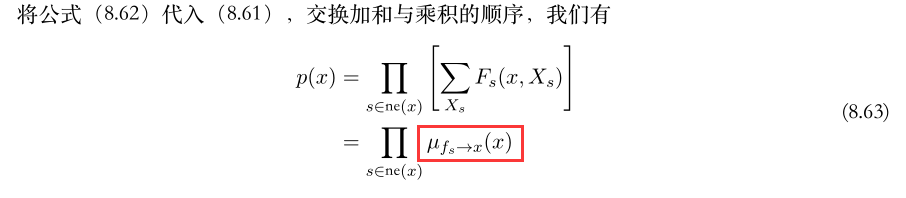 将公式（8.62）代入（8.61），交换加和与乘积的顺序，我们有
p(x) = ∏_{s∈ne(x)} [∑_{X_s} F_s(x, X_s)]
= ∏_{s∈ne(x)} μ_{f_s→x}(x)
(8.63)